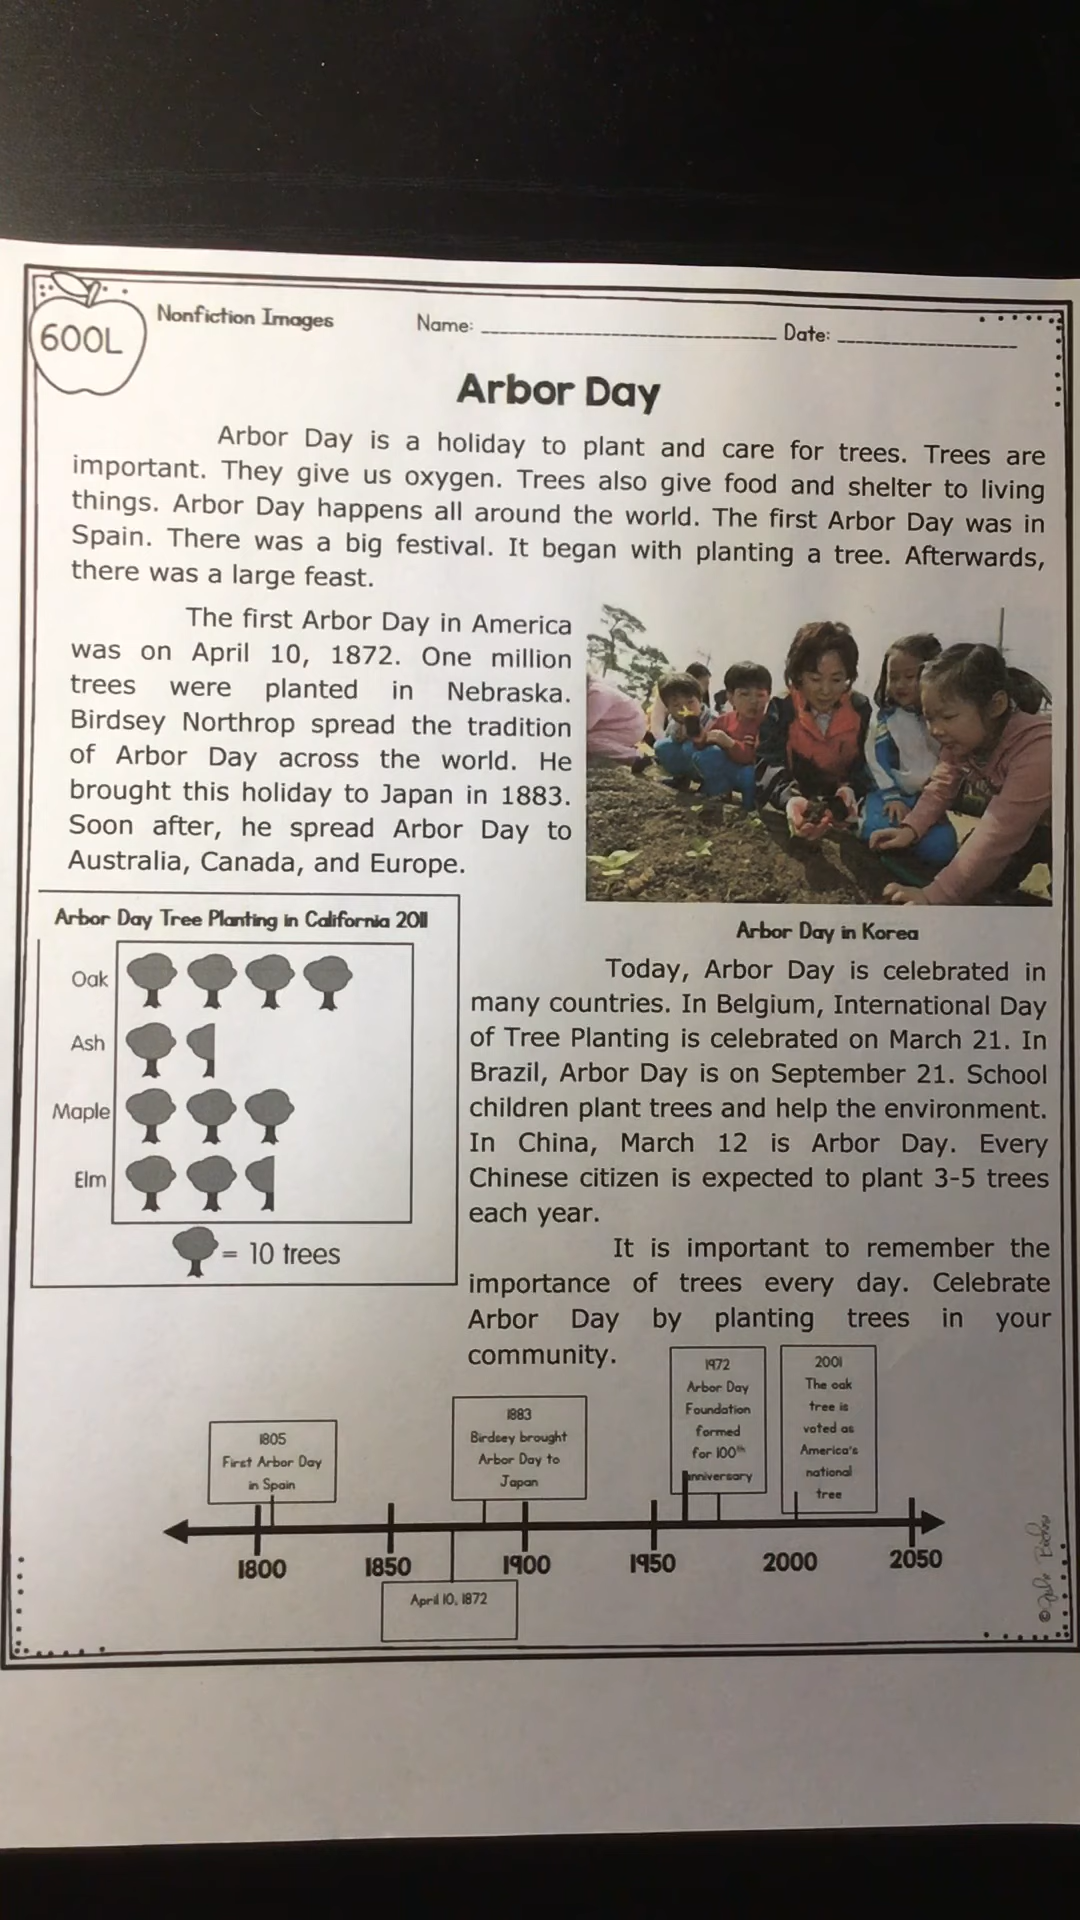 600L
Nonfiction Images
Name:
Date:
Arbor Day
Arbor Day is a holiday to plant and care for trees. Trees are
important. They give us oxygen. Trees also give food and shelter to living
things. Arbor Day happens all around the world. The first Arbor Day was in
Spain. There was a big festival. It began with planting a tree. Afterwards,
there was a large feast.
The first Arbor Day in America
was on April 10, 1872. One million
trees were planted in Nebraska.
Birdsey Northrop spread the tradition
of Arbor Day across the world. He
brought this holiday to Japan in 1883.
Soon after, he spread Arbor Day to
Australia, Canada, and Europe.
Arbor Day in Korea
Arbor Day Tree Planting in California 2011
Oak
Ash
Maple
Elm
= 10 trees
Today, Arbor Day is celebrated in
many countries. In Belgium, International Day
of Tree Planting is celebrated on March 21. In
Brazil, Arbor Day is on September 21. School
children plant trees and help the environment.
In China, March 12 is Arbor Day. Every
Chinese citizen is expected to plant 3-5 trees
each year.
It is important to remember the
importance of trees every day. Celebrate
Arbor Day by planting trees in your
community.
1805
First Arbor Day
in Spain
1883
Birdsey brought
Arbor Day to
Japan
1972
Arbor Day
Foundation
formed
for 100th
anniversary
2001
The oak
tree is
voted as
America's
national
tree
1800
1850
1900
1950
2000
2050
April 10, 1872